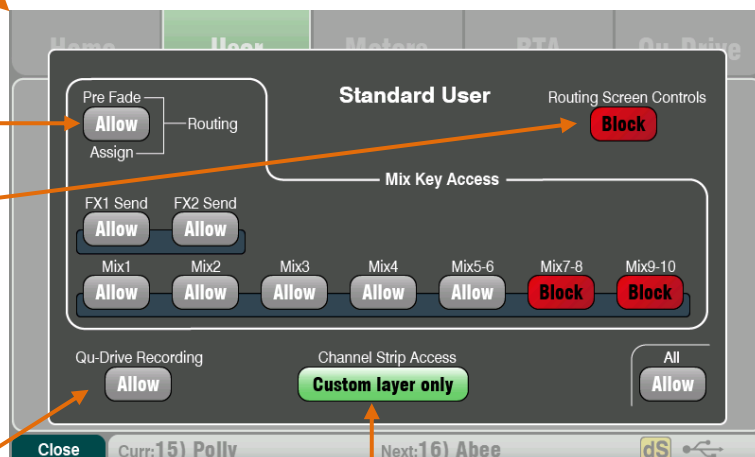 Home User Meters RTA Qu-Drive
Standard User
Pre Fade
Allow
Routing
Assign
Routing Screen Controls
Block
Mix Key Access
FX1 Send FX2 Send
Allow Allow
Mix1 Mix2 Mix3 Mix4 Mix5-6 Mix7-8 Mix9-10
Allow Allow Allow Allow Allow Block Block
Qu-Drive Recording
Allow
Channel Strip Access
Custom layer only
All
Allow
Close Curr:15) Polly Next:16) Abee dS